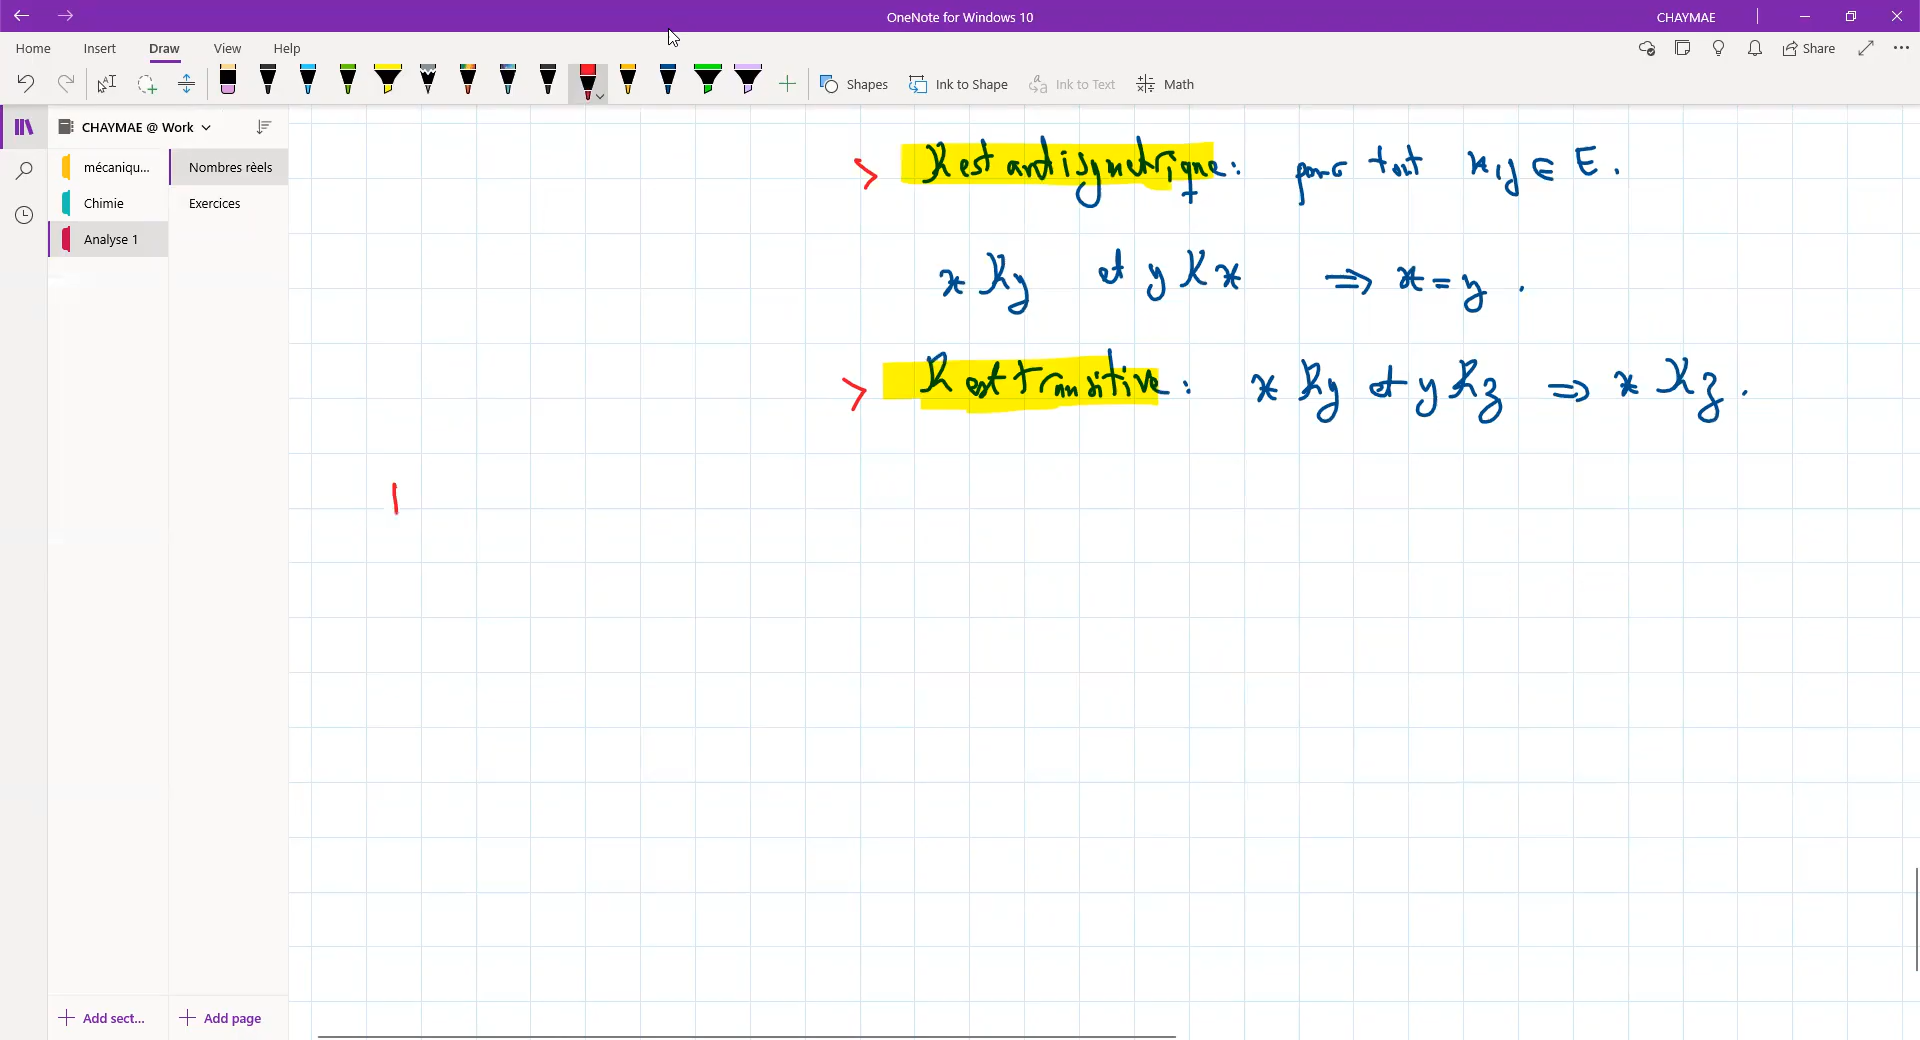 OneNote for Windows 10
CHAYMAE
Home Insert Draw View Help
Share
Shapes Ink to Shape Ink to Text Math
CHAYMAE @ Work
mécaniqu... Nombres rèels
Chimie Exercices
Analyse 1
R est antisymetrique : pour tout x, y ∈ E .
x R y et y R x ⇒ x = y .
R est transitive : x R y et y R z ⇒ x R z .
Add sect... Add page